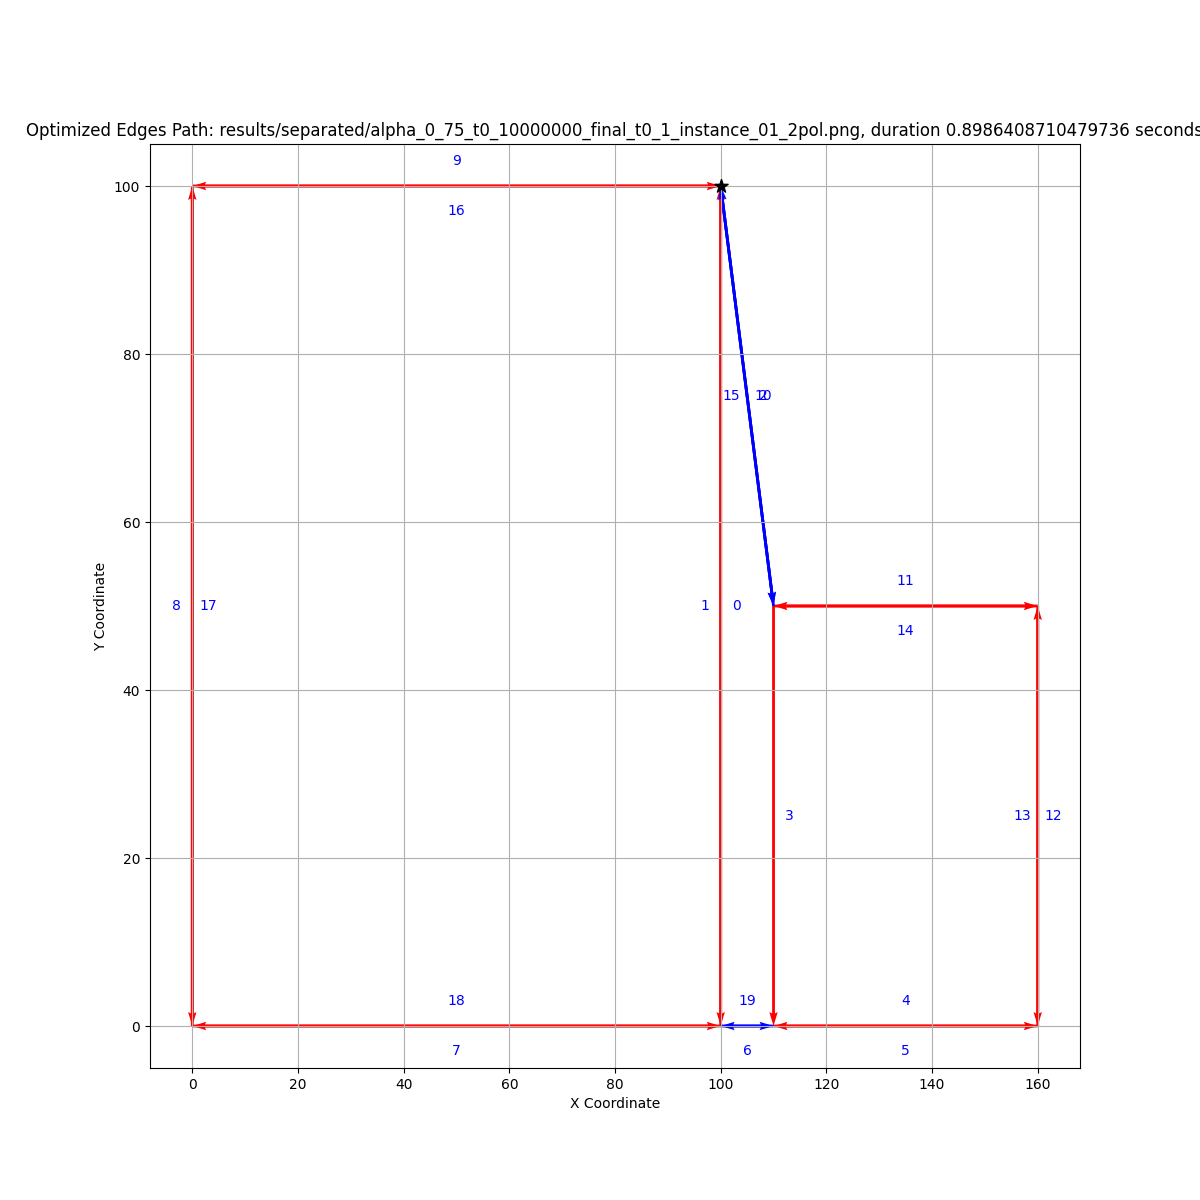 Optimized Edges Path: results/separated/alpha_0_75_t0_10000000_final_t0_1_instance_01_2pol.png, duration 0.8986408710479736 seconds
9
100
16
80
15 2 10
60
11
8 17 1 0
14
Y Coordinate
40
3 13 12
20
18 19 4
0
7 6 5
0 20 40 60 80 100 120 140 160
X Coordinate